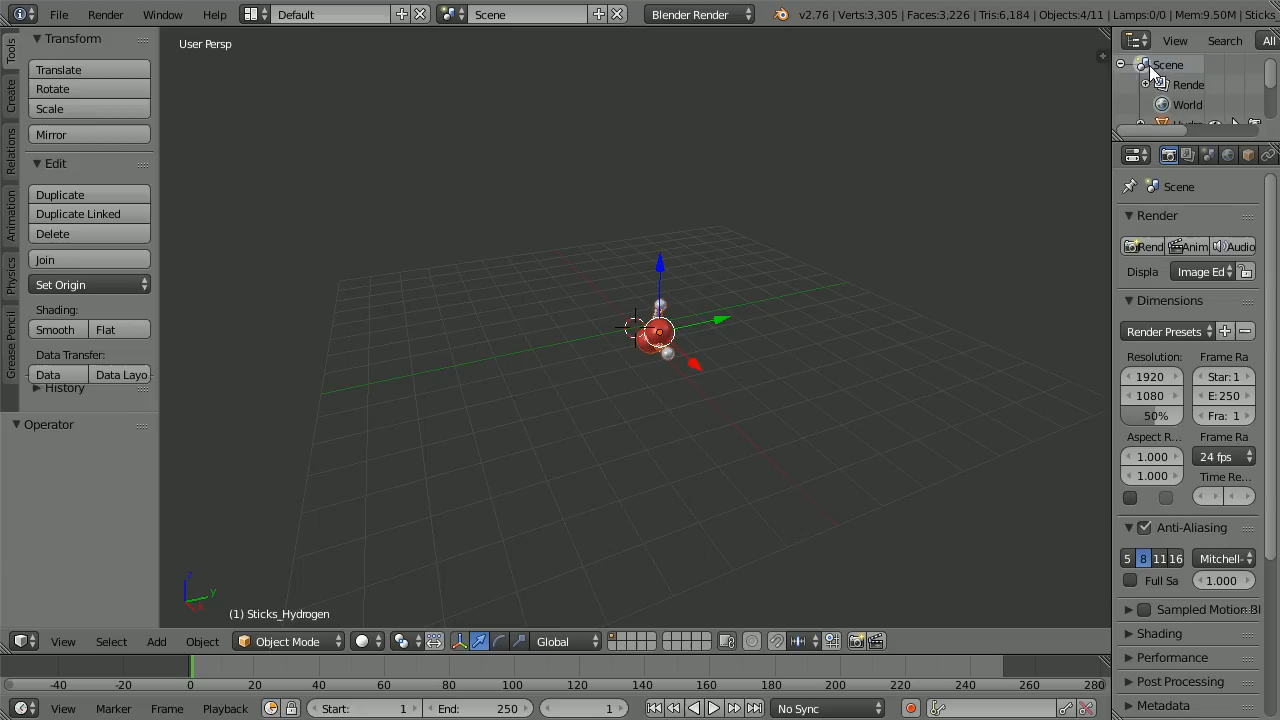 File Render Window Help Default Scene Blender Render v2.76 | Verts:3,305 | Faces:3,226 | Tris:6,184 | Objects:4/11 | Lamps:0/0 | Mem:9.50M | Sticks_
Transform
User Persp
View Search All
Tools
Create
Relations
Animation
Physics
Grease Pencil
Translate
Rotate
Scale
Mirror
Edit
Duplicate
Duplicate Linked
Delete
Join
Set Origin
Shading:
Smooth Flat
Data Transfer:
Data Data Layo
History
Operator
Scene
Rende
World
Scene
Render
Rend Anim Audio
Displa Image Ed
Dimensions
Render Presets
Resolution: Frame Ra
1920 Star: 1
1080 E: 250
50% Fra: 1
Aspect R... Frame Ra
1.000 24 fps
1.000 Time Re...
Anti-Aliasing
5 8 11 16 Mitchell-
Full Sa 1.000
Sampled Motion Bl
Shading
Performance
Post Processing
Metadata
z
y
x
(1) Sticks_Hydrogen
View Select Add Object Object Mode Global
-40 -20 0 20 40 60 80 100 120 140 160 180 200 220 240 260 280
View Marker Frame Playback Start: 1 End: 250 1 No Sync